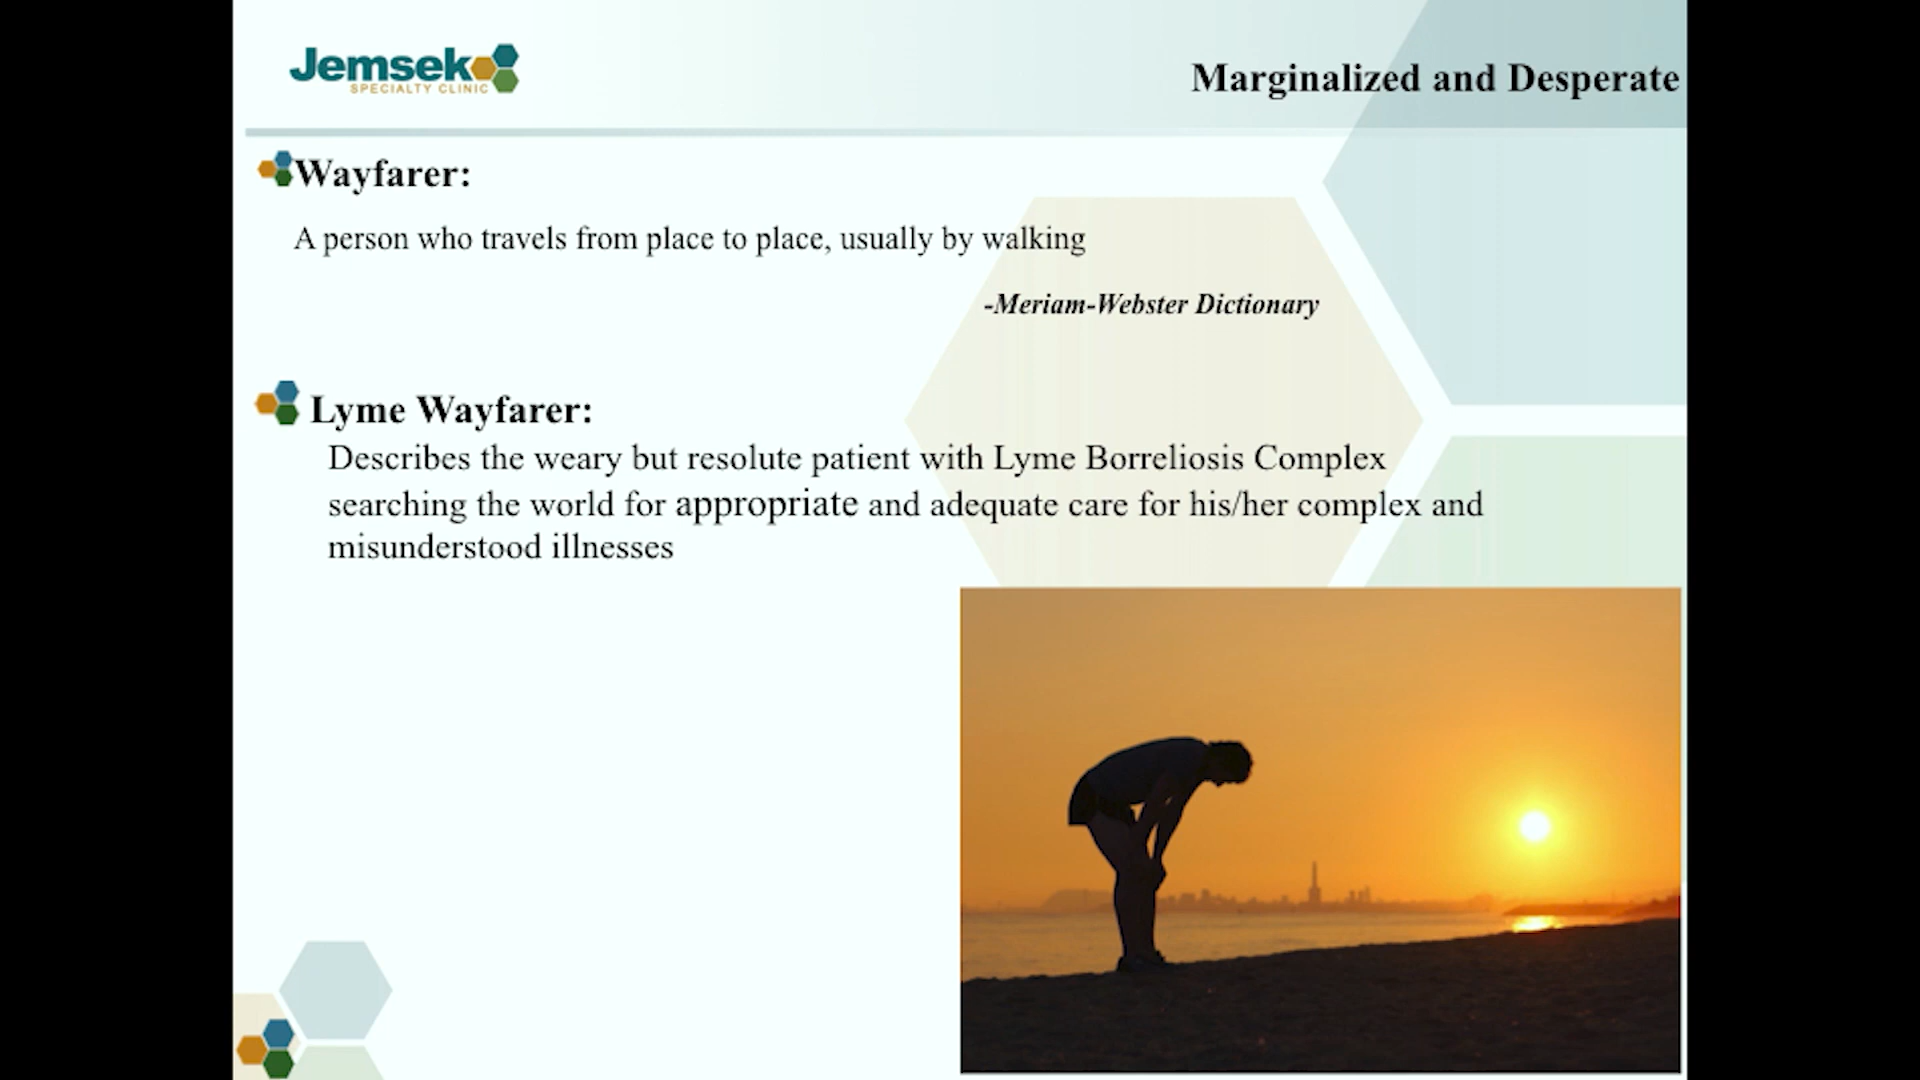 Jemsek
SPECIALTY CLINIC
Marginalized and Desperate
Wayfarer:
A person who travels from place to place, usually by walking
-Meriam-Webster Dictionary
Lyme Wayfarer:
Describes the weary but resolute patient with Lyme Borreliosis Complex
searching the world for appropriate and adequate care for his/her complex and
misunderstood illnesses